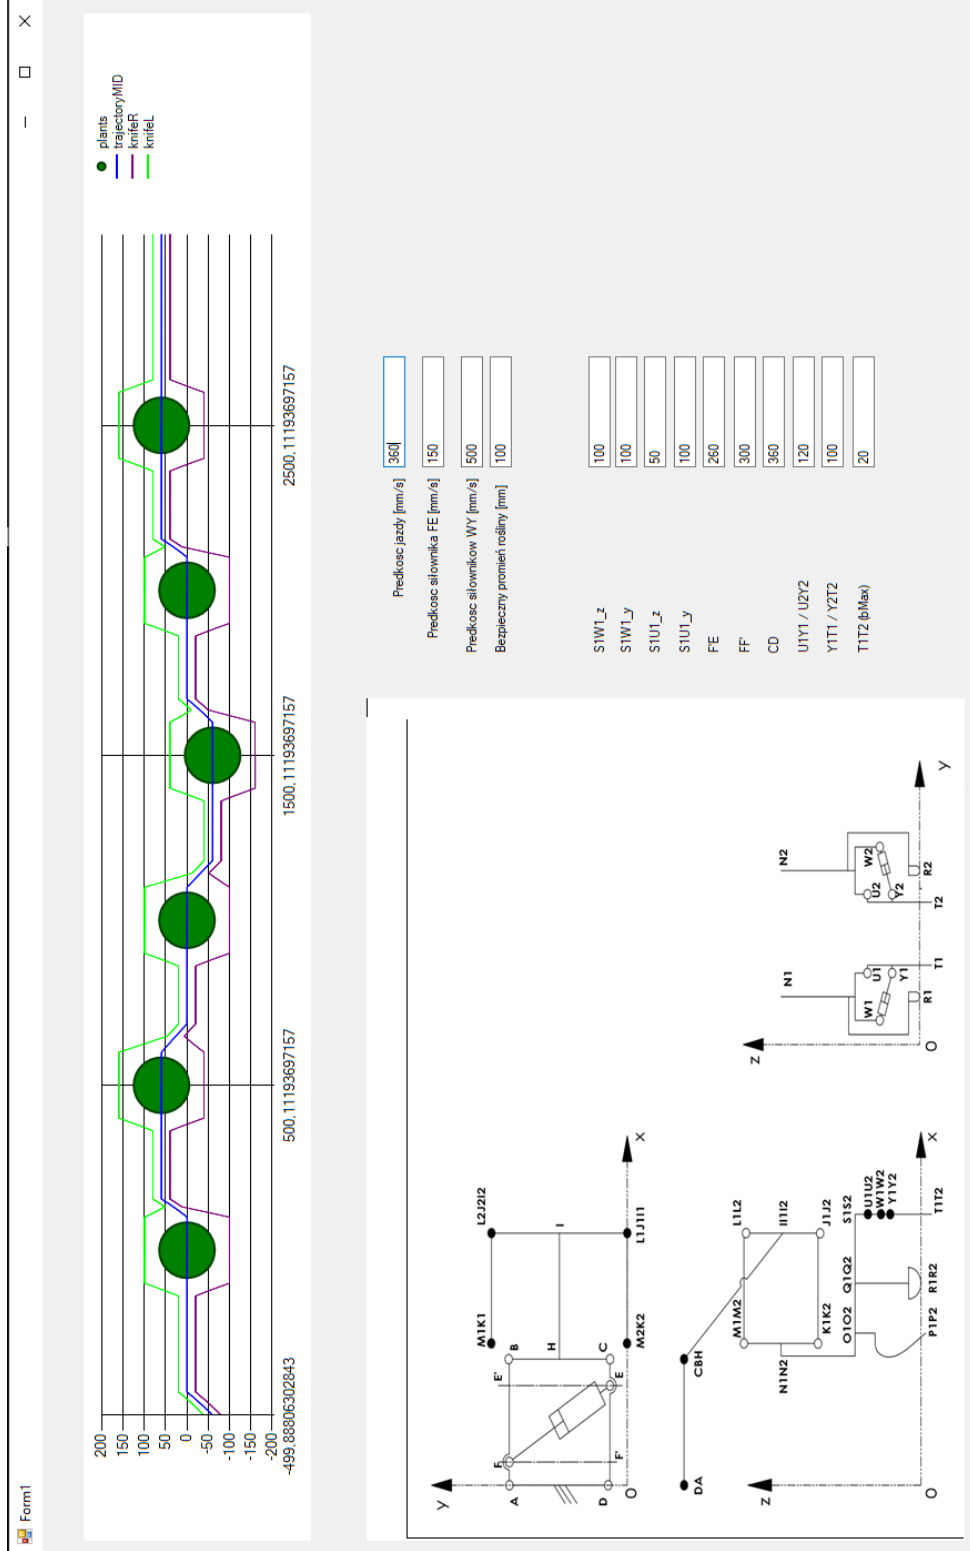 Form1
plants
trajectoryMID
knifeR
knifeL
200
150
100
50
0
-50
-100
-150
-200
-499.88806302843
500.11193697157
1500.11193697157
2500.11193697157
Predkosc jazdy [mm/s] 360
Predkosc siłownika FE [mm/s] 150
Predkosc siłownikow WY [mm/s] 500
Bezpieczny promień rośliny [mm] 100
S1W1_z 100
S1W1_y 100
S1U1_z 50
S1U1_y 100
F'E 260
FF' 300
CD 360
U1Y1 / U2Y2 120
Y1T1 / Y2T2 100
T1T2 (bMax) 20
y
A
F
E'
B
M1K1
L2J2I2
H
I
D
F'
E
C
M2K2
L1J1I1
O
X
DA
CBH
M1M2
L1L2
I1I2
N1N2
K1K2
J1J2
O1O2
Q1Q2
S1S2
U1U2
W1W2
Y1Y2
Z
O
P1P2
R1R2
T1T2
X
Z
N1
N2
W1
U1
Y1
U2
W2
Y2
R1
T1
T2
R2
O
y